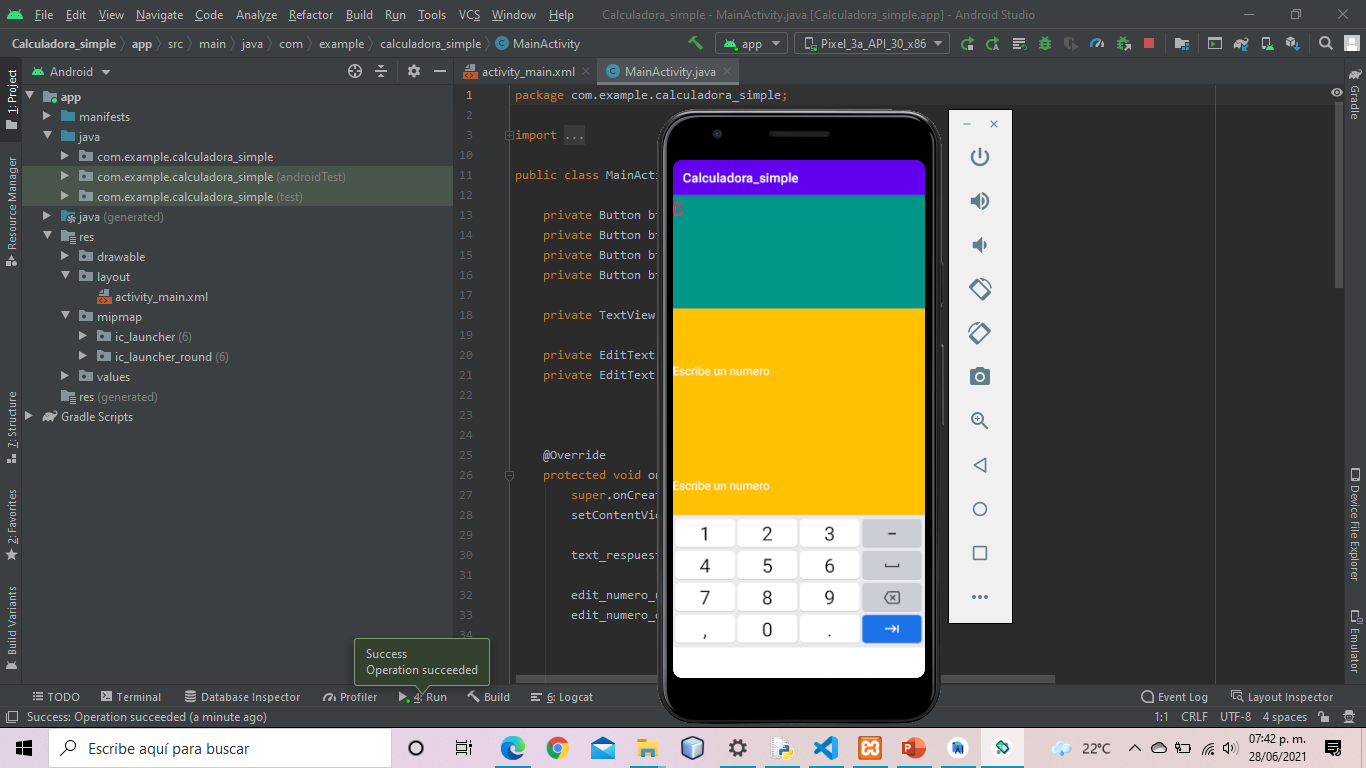 File Edit View Navigate Code Analyze Refactor Build Run Tools VCS Window Help Calculadora_simple - MainActivity.java [Calculadora_simple.app] - Android Studio
Calculadora_simple app src main java com example calculadora_simple MainActivity app Pixel_3a_API_30_x86
1: Project
Resource Manager
7: Structure
2: Favorites
Build Variants
Android
app
manifests
java
com.example.calculadora_simple
com.example.calculadora_simple (androidTest)
com.example.calculadora_simple (test)
java (generated)
res
drawable
layout
activity_main.xml
mipmap
ic_launcher (6)
ic_launcher_round (6)
values
res (generated)
Gradle Scripts
activity_main.xml MainActivity.java
1 package com.example.calculadora_simple;
2
3 import ...
10
11 public class MainActi
12
13 private Button b
14 private Button b
15 private Button b
16 private Button b
17
18 private TextView
19
20 private EditText
21 private EditText
22
23
24
25 @Override
26 protected void o
27 super.onCreat
28 setContentVi
29
30 text_respues
31
32 edit_numero_
33 edit_numero_
34
Calculadora_simple
0
Escribe un numero
Escribe un numero
1 2 3 -
4 5 6
7 8 9
, 0 .
Gradle
Device File Explorer
Emulator
Success
Operation succeeded
TODO Terminal Database Inspector Profiler 4: Run Build 6: Logcat Event Log Layout Inspector
Success: Operation succeeded (a minute ago) 1:1 CRLF UTF-8 4 spaces
Escribe aquí para buscar 22°C 07:42 p. m.
28/06/2021